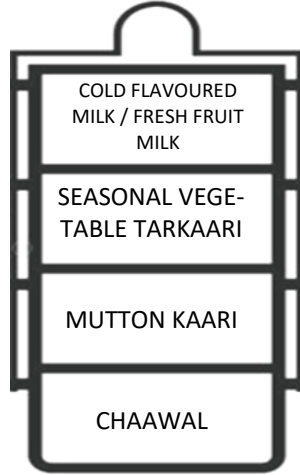 COLD FLAVOURED
MILK / FRESH FRUIT
MILK
SEASONAL VEGE-
TABLE TARKAARI
MUTTON KAARI
CHAAWAL